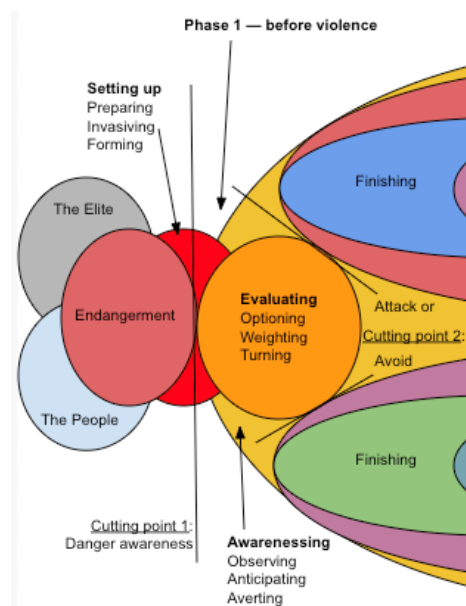 Phase 1 — before violence
Setting up
Preparing
Invasiving
Forming
The Elite
Finishing
Endangerment
Evaluating
Optioning
Weighting
Turning
Attack or
Cutting point 2:
Avoid
The People
Finishing
Cutting point 1:
Danger awareness
Awarenessing
Observing
Anticipating
Averting